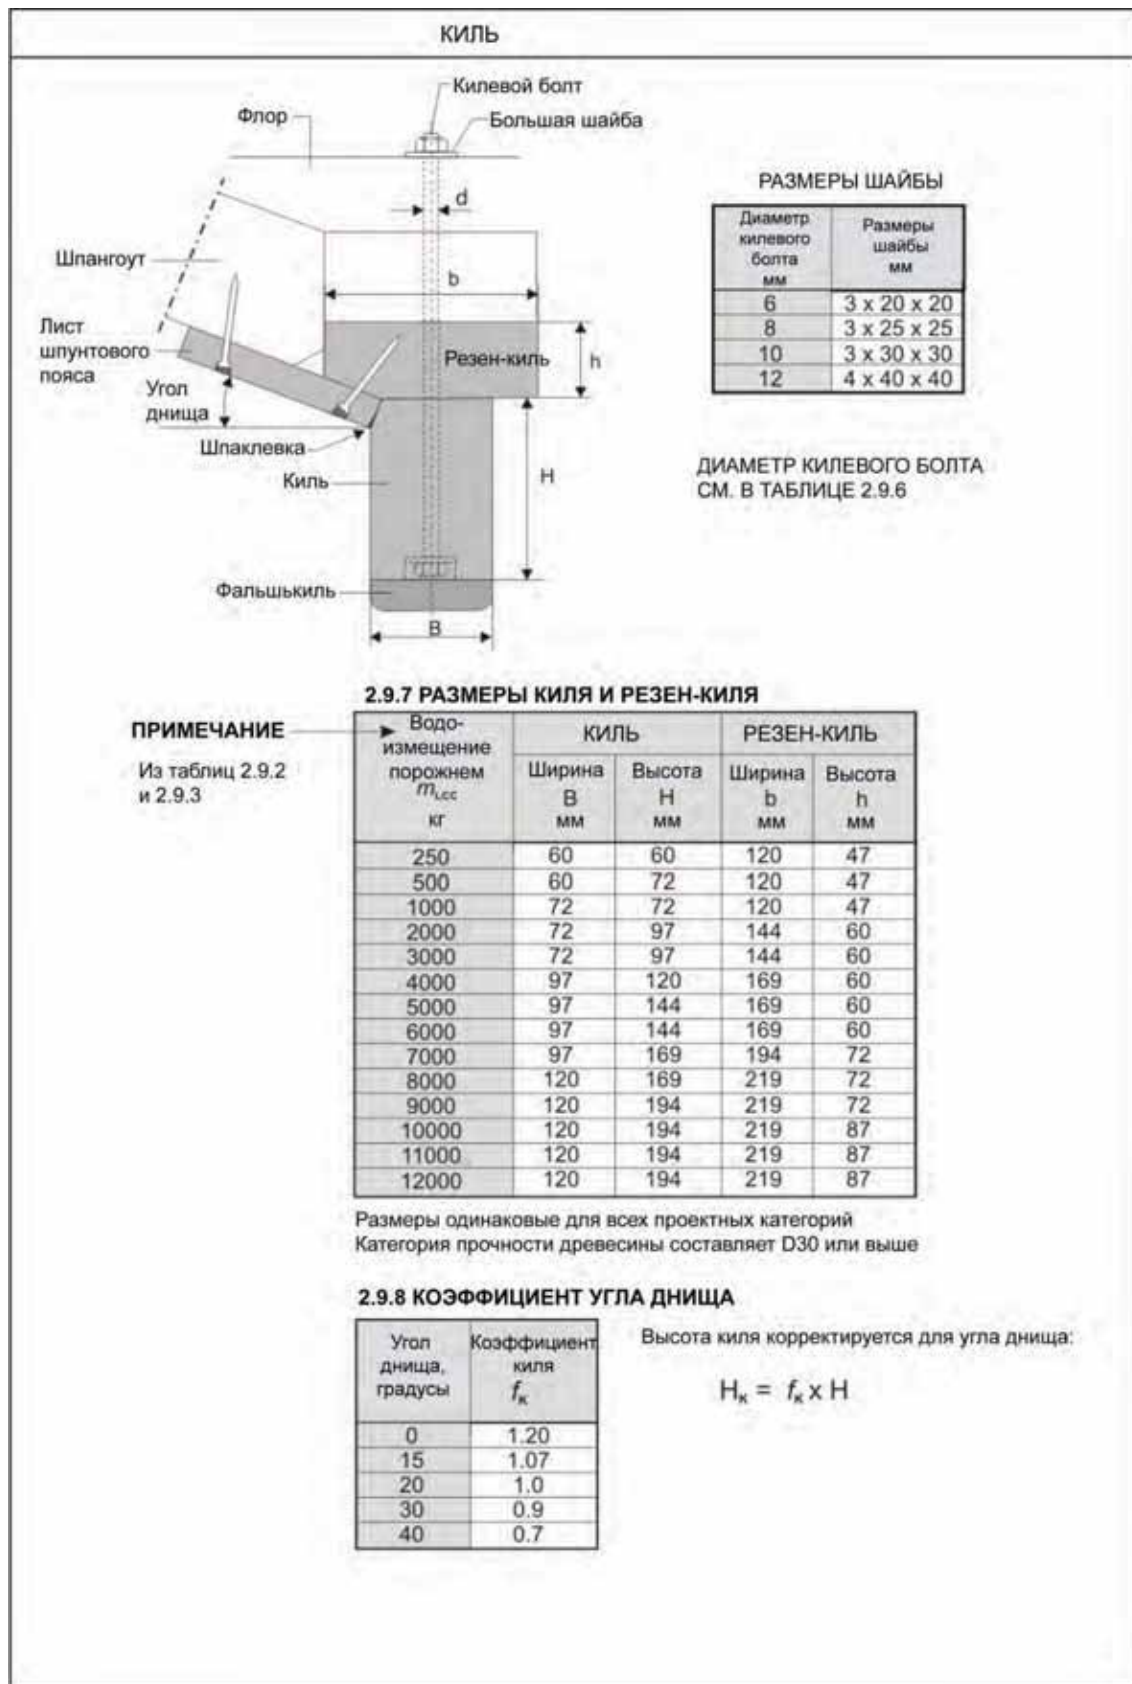 КИЛЬ
Килевой болт
Флор
Большая шайба
d
Шпангоут
b
Лист
шпунтового
пояса
Резен-киль
h
Угол
днища
Шпаклевка
Киль
H
Фальшькиль
B
РАЗМЕРЫ ШАЙБЫ
Диаметр килевого болта мм | Размеры шайбы мм
6 | 3 x 20 x 20
8 | 3 x 25 x 25
10 | 3 x 30 x 30
12 | 4 x 40 x 40
ДИАМЕТР КИЛЕВОГО БОЛТА
СМ. В ТАБЛИЦЕ 2.9.6
2.9.7 РАЗМЕРЫ КИЛЯ И РЕЗЕН-КИЛЯ
ПРИМЕЧАНИЕ
Из таблиц 2.9.2
и 2.9.3
Водо-
измещение
порожнем
mLCC
кг
КИЛЬ | РЕЗЕН-КИЛЬ
Ширина B мм | Высота H мм | Ширина b мм | Высота h мм
250 | 60 | 60 | 120 | 47
500 | 60 | 72 | 120 | 47
1000 | 72 | 72 | 120 | 47
2000 | 72 | 97 | 144 | 60
3000 | 72 | 97 | 144 | 60
4000 | 97 | 120 | 169 | 60
5000 | 97 | 144 | 169 | 60
6000 | 97 | 144 | 169 | 60
7000 | 97 | 169 | 194 | 72
8000 | 120 | 169 | 219 | 72
9000 | 120 | 194 | 219 | 72
10000 | 120 | 194 | 219 | 87
11000 | 120 | 194 | 219 | 87
12000 | 120 | 194 | 219 | 87
Размеры одинаковые для всех проектных категорий
Категория прочности древесины составляет D30 или выше
2.9.8 КОЭФФИЦИЕНТ УГЛА ДНИЩА
Угол днища, градусы | Коэффициент киля fк
0 | 1.20
15 | 1.07
20 | 1.0
30 | 0.9
40 | 0.7
Высота киля корректируется для угла днища:
Hк = fк x H